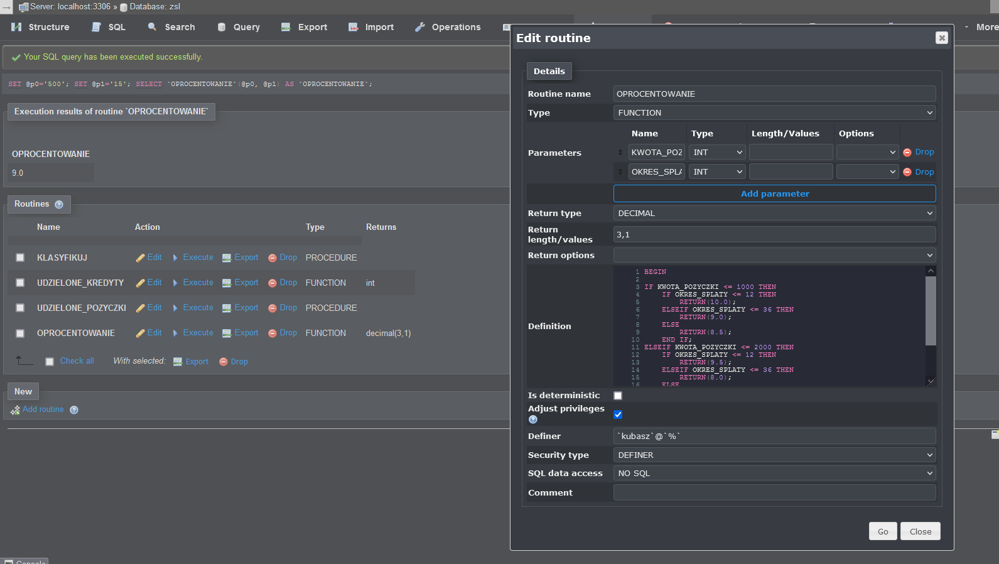 Server: localhost:3306 » Database: zsl
Structure SQL Search Query Export Import Operations More
Your SQL query has been executed successfully.
SET @p0='500'; SET @p1='15'; SELECT `OPROCENTOWANIE`(@p0, @p1) AS `OPROCENTOWANIE`;
Execution results of routine `OPROCENTOWANIE`
OPROCENTOWANIE
9.0
Routines
Name Action Type Returns
KLASYFIKUJ Edit Execute Export Drop PROCEDURE
UDZIELONE_KREDYTY Edit Execute Export Drop FUNCTION int
UDZIELONE_POZYCZKI Edit Execute Export Drop PROCEDURE
OPROCENTOWANIE Edit Execute Export Drop FUNCTION decimal(3,1)
Check all With selected: Export Drop
New
Add routine
Console
Edit routine
Details
Routine name OPROCENTOWANIE
Type FUNCTION
Name Type Length/Values Options
Parameters KWOTA_POZ INT Drop
OKRES_SPLA INT Drop
Add parameter
Return type DECIMAL
Return
length/values 3,1
Return options
Definition
1 BEGIN
2
3 IF KWOTA_POZYCZKI <= 1000 THEN
4 IF OKRES_SPLATY <= 12 THEN
5 RETURN(10.0);
6 ELSEIF OKRES_SPLATY <= 36 THEN
7 RETURN(9.0);
8 ELSE
9 RETURN(8.5);
10 END IF;
11 ELSEIF KWOTA_POZYCZKI <= 2000 THEN
12 IF OKRES_SPLATY <= 12 THEN
13 RETURN(9.5);
14 ELSEIF OKRES_SPLATY <= 36 THEN
15 RETURN(8.0);
16 ELSE
Is deterministic
Adjust privileges
Definer `kubasz`@`%`
Security type DEFINER
SQL data access NO SQL
Comment
Go Close